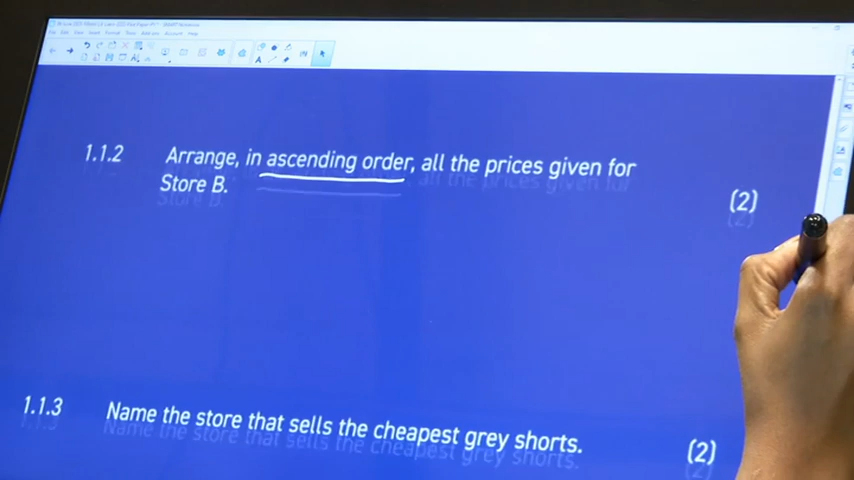 1.1.2 Arrange, in ascending order, all the prices given for
Store B.
(2)
1.1.3 Name the store that sells the cheapest grey shorts.
(2)